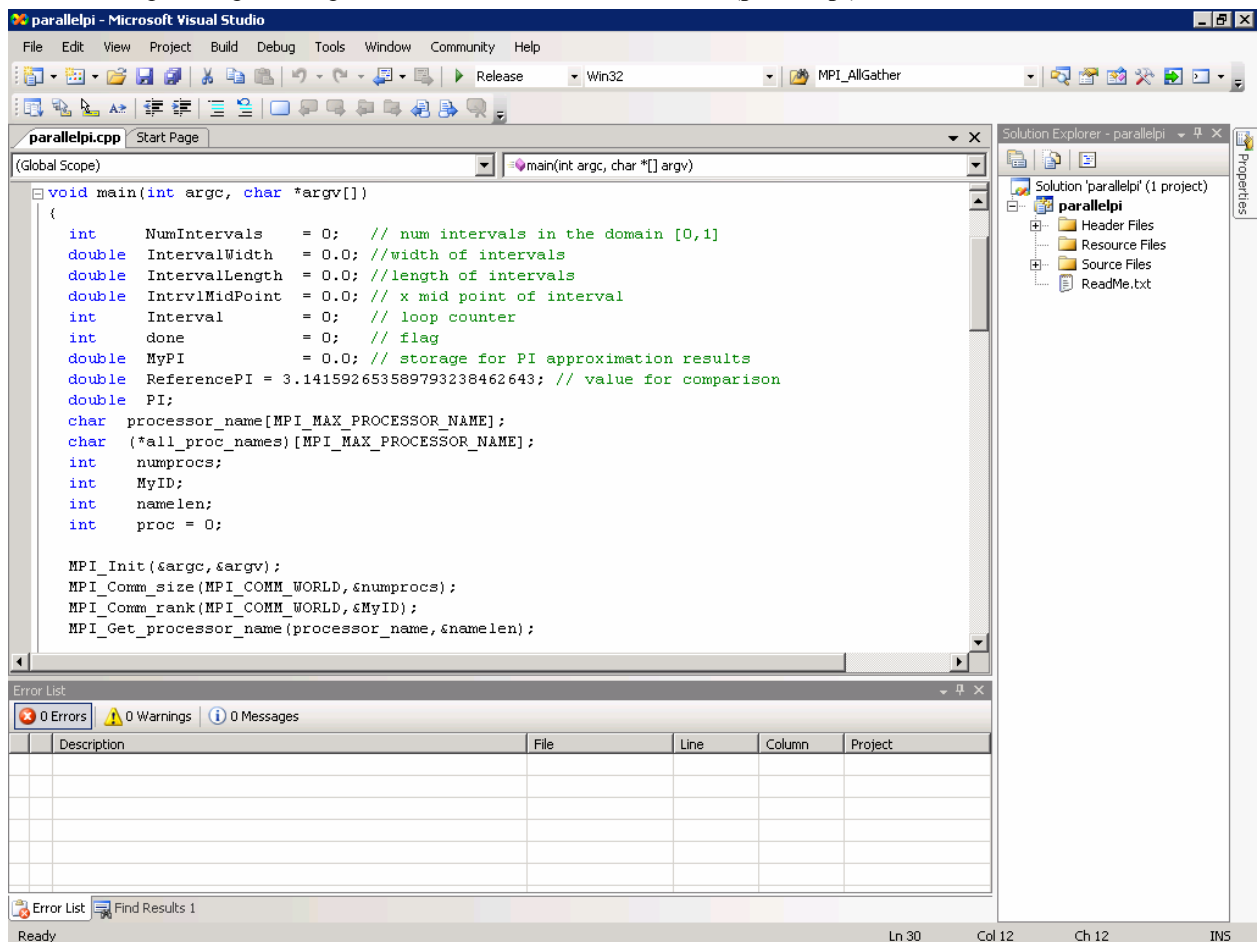 parallelpi - Microsoft Visual Studio
File Edit View Project Build Debug Tools Window Community Help
Release Win32 MPI_AllGather
parallelpi.cpp Start Page
(Global Scope) main(int argc, char *[] argv)
void main(int argc, char *argv[])
{
int NumIntervals = 0; // num intervals in the domain [0,1]
double IntervalWidth = 0.0; //width of intervals
double IntervalLength = 0.0; //length of intervals
double IntrvlMidPoint = 0.0; // x mid point of interval
int Interval = 0; // loop counter
int done = 0; // flag
double MyPI = 0.0; // storage for PI approximation results
double ReferencePI = 3.141592653589793238462643; // value for comparison
double PI;
char processor_name[MPI_MAX_PROCESSOR_NAME];
char (*all_proc_names)[MPI_MAX_PROCESSOR_NAME];
int numprocs;
int MyID;
int namelen;
int proc = 0;
MPI_Init(&argc,&argv);
MPI_Comm_size(MPI_COMM_WORLD,&numprocs);
MPI_Comm_rank(MPI_COMM_WORLD,&MyID);
MPI_Get_processor_name(processor_name,&namelen);
Solution Explorer - parallelpi
Solution 'parallelpi' (1 project)
parallelpi
Header Files
Resource Files
Source Files
ReadMe.txt
Properties
Error List
0 Errors 0 Warnings 0 Messages
Description File Line Column Project
Error List Find Results 1
Ready Ln 30 Col 12 Ch 12 INS